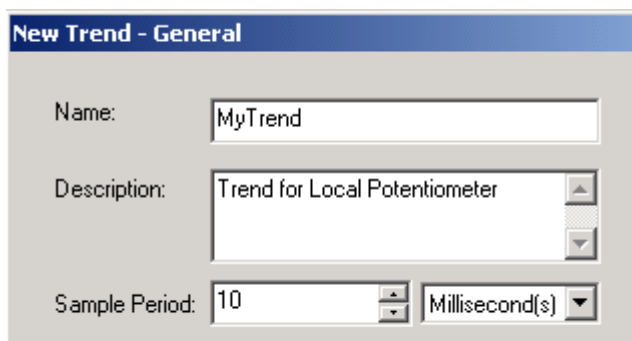 New Trend - General
Name: MyTrend
Description: Trend for Local Potentiometer
Sample Period: 10 Millisecond(s)